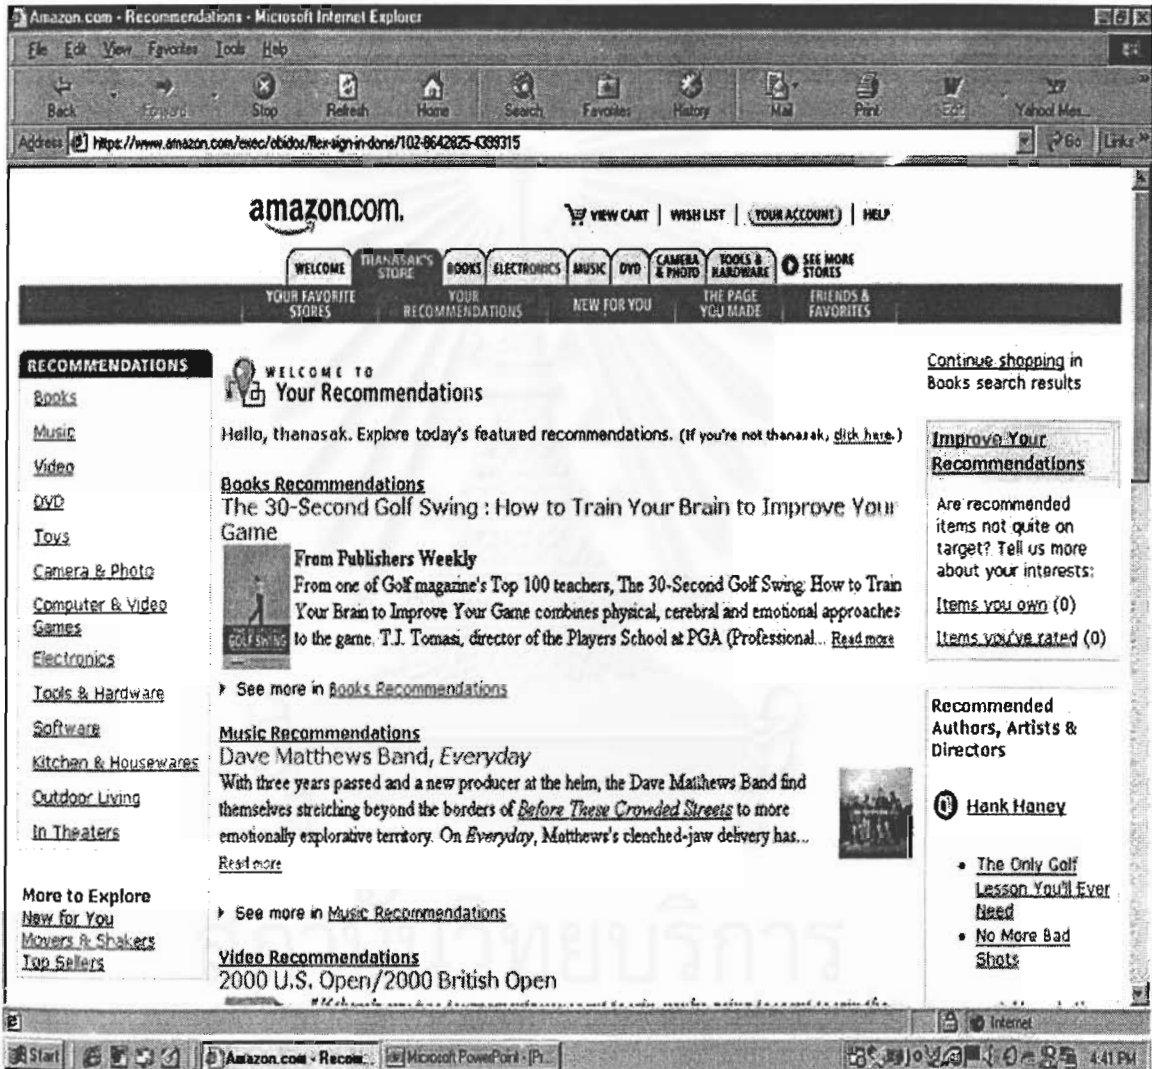 Amazon.com - Recommendations - Microsoft Internet Explorer
File Edit View Favorites Tools Help
Back Forward Stop Refresh Home Search Favorites History Mail Print Edit Yahoo! Mes...
Address https://www.amazon.com/exec/obidos/flex-sign-in-done/102-8642825-4399315 Go Links »
amazon.com.
VIEW CART | WISH LIST | YOUR ACCOUNT | HELP
WELCOME THANASAK'S STORE BOOKS ELECTRONICS MUSIC DVD CAMERA & PHOTO TOOLS & HARDWARE SEE MORE STORES
YOUR FAVORITE STORES YOUR RECOMMENDATIONS NEW FOR YOU THE PAGE YOU MADE FRIENDS & FAVORITES
RECOMMENDATIONS
Books
Music
Video
DVD
Toys
Camera & Photo
Computer & Video
Games
Electronics
Tools & Hardware
Software
Kitchen & Housewares
Outdoor Living
In Theaters
More to Explore
New for You
Movers & Shakers
Top Sellers
WELCOME TO
Your Recommendations
Hello, thanasak. Explore today's featured recommendations. (If you're not thanasak, click here.)
Books Recommendations
The 30-Second Golf Swing : How to Train Your Brain to Improve Your
Game
GOLF SWING
From Publishers Weekly
From one of Golf magazine's Top 100 teachers, The 30-Second Golf Swing: How to Train
Your Brain to Improve Your Game combines physical, cerebral and emotional approaches
to the game. T.J. Tomasi, director of the Players School at PGA (Professional... Read more
See more in Books Recommendations
Music Recommendations
Dave Matthews Band, Everyday
With three years passed and a new producer at the helm, the Dave Matthews Band find
themselves stretching beyond the borders of Before These Crowded Streets to more
emotionally explorative territory. On Everyday, Matthews's clenched-jaw delivery has...
Read more
See more in Music Recommendations
Video Recommendations
2000 U.S. Open/2000 British Open
Continue shopping in
Books search results
Improve Your
Recommendations
Are recommended
items not quite on
target? Tell us more
about your interests:
Items you own (0)
Items you've rated (0)
Recommended
Authors, Artists &
Directors
Hank Haney
• The Only Golf
Lesson You'll Ever
Need
• No More Bad
Shots
Internet
Start Amazon.com - Recom... Microsoft PowerPoint - [Pr... 4:41 PM